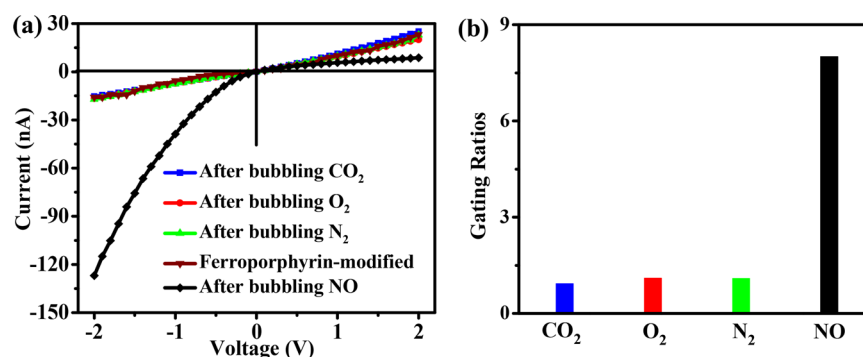 (a)
30
0
-30
-60
-90
-120
-150
Current (nA)
After bubbling CO₂
After bubbling O₂
After bubbling N₂
Ferroporphyrin-modified
After bubbling NO
-2
-1
0
1
2
Voltage (V)
(b)
9
6
3
0
Gating Ratios
CO₂
O₂
N₂
NO